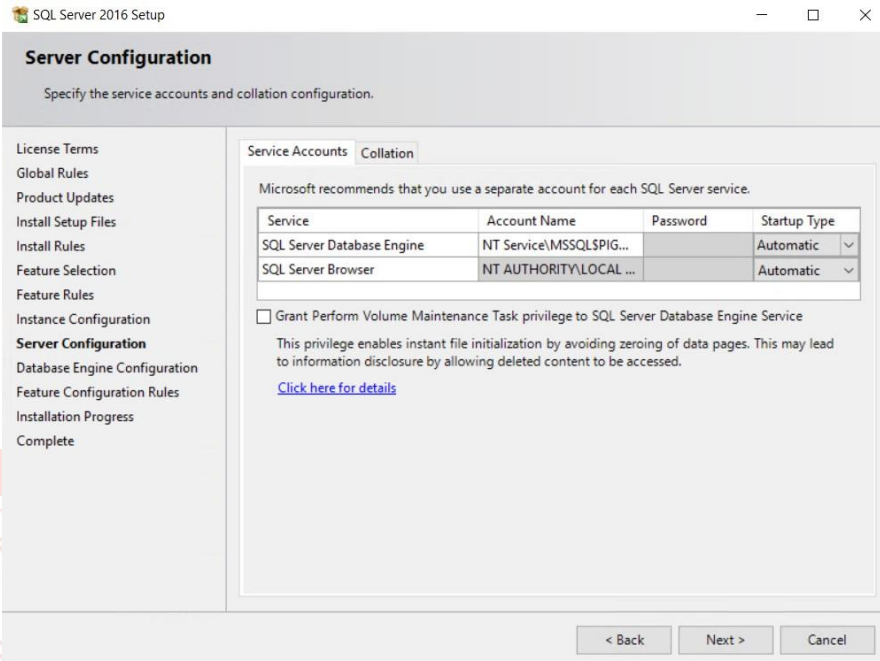 SQL Server 2016 Setup
Server Configuration
Specify the service accounts and collation configuration.
License Terms
Global Rules
Product Updates
Install Setup Files
Install Rules
Feature Selection
Feature Rules
Instance Configuration
Server Configuration
Database Engine Configuration
Feature Configuration Rules
Installation Progress
Complete
Service Accounts Collation
Microsoft recommends that you use a separate account for each SQL Server service.
Service Account Name Password Startup Type
SQL Server Database Engine NT Service\MSSQL$PIG... Automatic
SQL Server Browser NT AUTHORITY\LOCAL ... Automatic
Grant Perform Volume Maintenance Task privilege to SQL Server Database Engine Service
This privilege enables instant file initialization by avoiding zeroing of data pages. This may lead
to information disclosure by allowing deleted content to be accessed.
Click here for details
< Back Next > Cancel